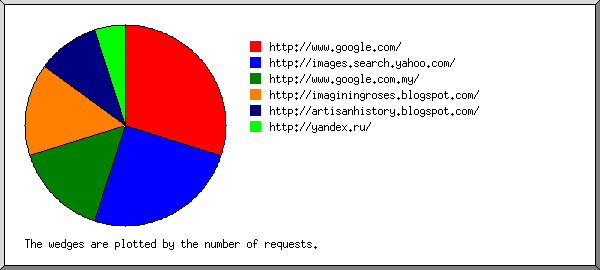 http://www.google.com/
http://images.search.yahoo.com/
http://www.google.com.my/
http://imaginingroses.blogspot.com/
http://artisanhistory.blogspot.com/
http://yandex.ru/
The wedges are plotted by the number of requests.